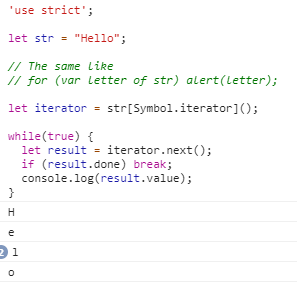 'use strict';
let str = "Hello";
// The same like
// for (var letter of str) alert(letter);
let iterator = str[Symbol.iterator]();
while(true) {
let result = iterator.next();
if (result.done) break;
console.log(result.value);
}
H
e
2 l
o